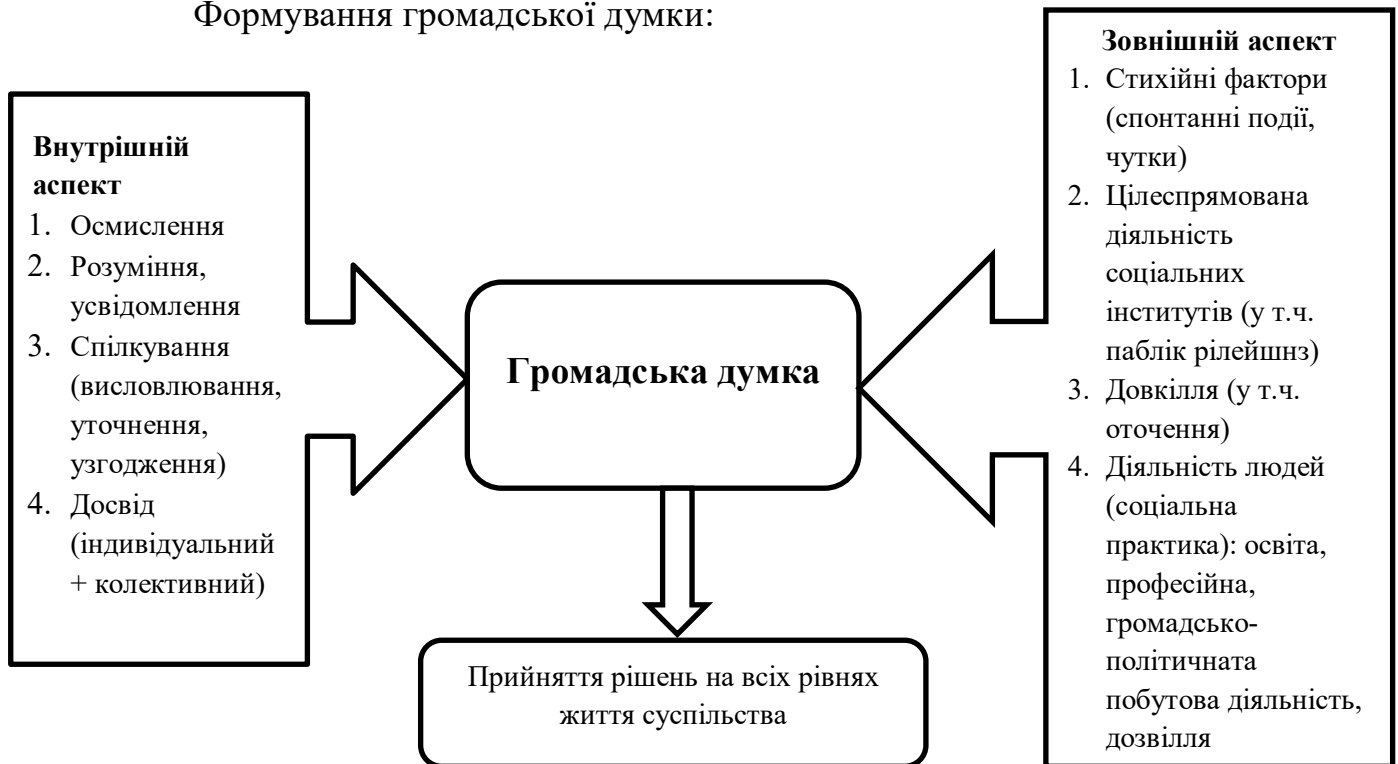 Формування громадської думки:
Внутрішній
аспект
1. Осмислення
2. Розуміння,
усвідомлення
3. Спілкування
(висловлювання,
уточнення,
узгодження)
4. Досвід
(індивідуальний
+ колективний)
Громадська думка
Прийняття рішень на всіх рівнях
життя суспільства
Зовнішній аспект
1. Стихійні фактори
(спонтанні події,
чутки)
2. Цілеспрямована
діяльність
соціальних
інститутів (у т.ч.
паблік рілейшнз)
3. Довкілля (у т.ч.
оточення)
4. Діяльність людей
(соціальна
практика): освіта,
професійна,
громадсько-
політичната
побутова діяльність,
дозвілля